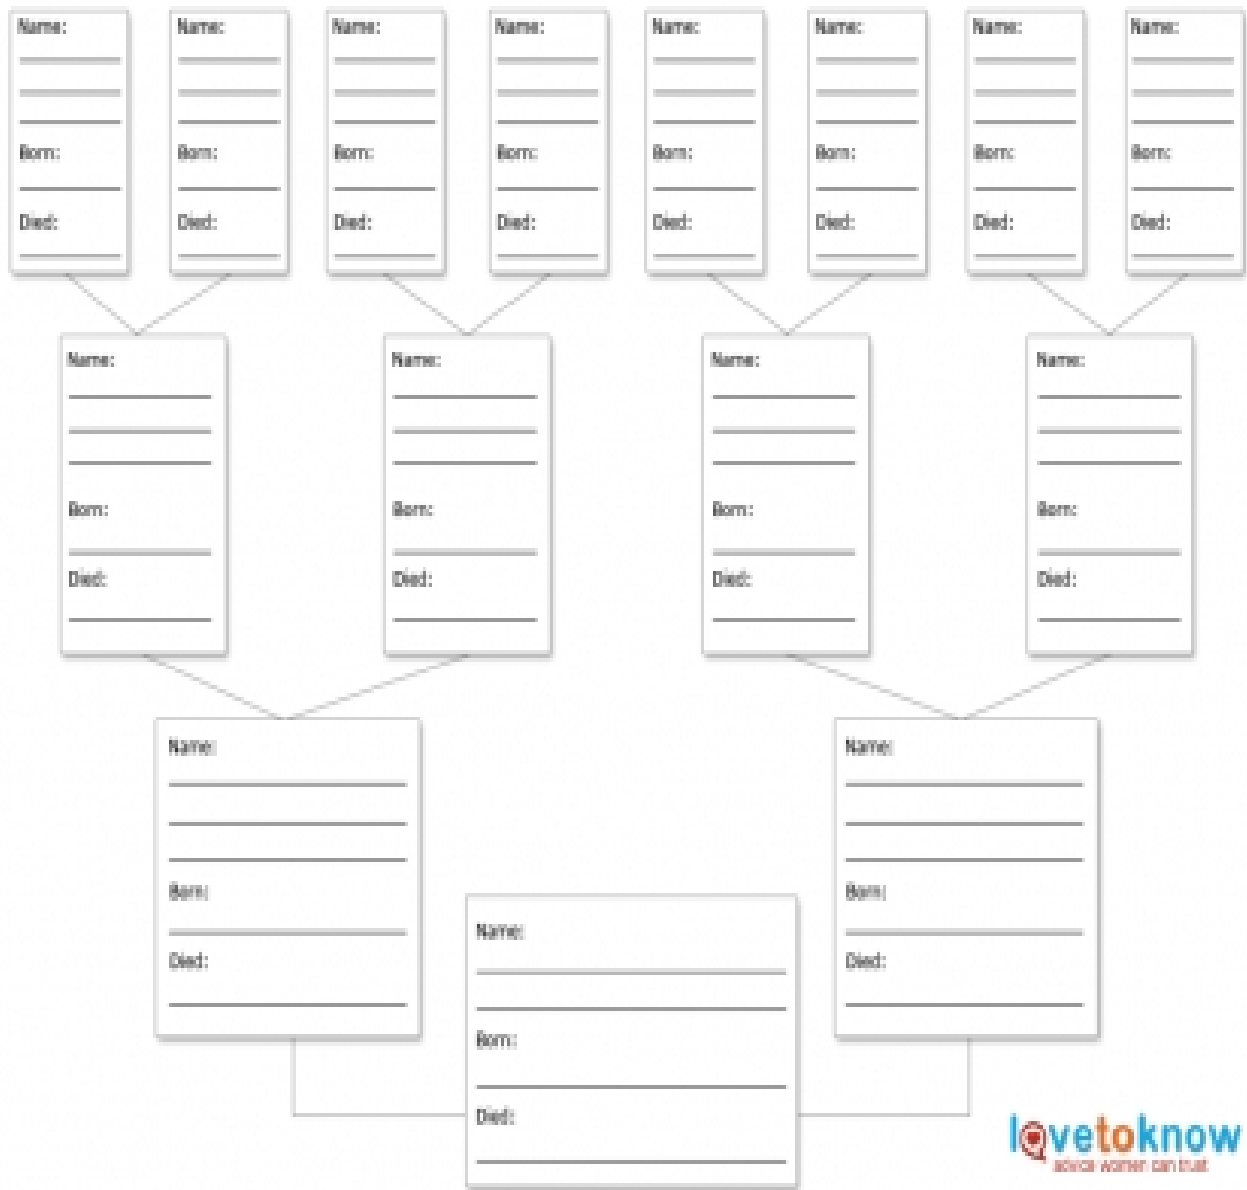 Name: Name: Name: Name: Name: Name: Name: Name:
Born: Born: Born: Born: Born: Born: Born: Born:
Died: Died: Died: Died: Died: Died: Died: Died:
Name: Name: Name: Name:
Born: Born: Born: Born:
Died: Died: Died: Died:
Name: Name:
Born: Born:
Died: Died:
Name:
Born:
Died:
lovetoknow
advice women can trust